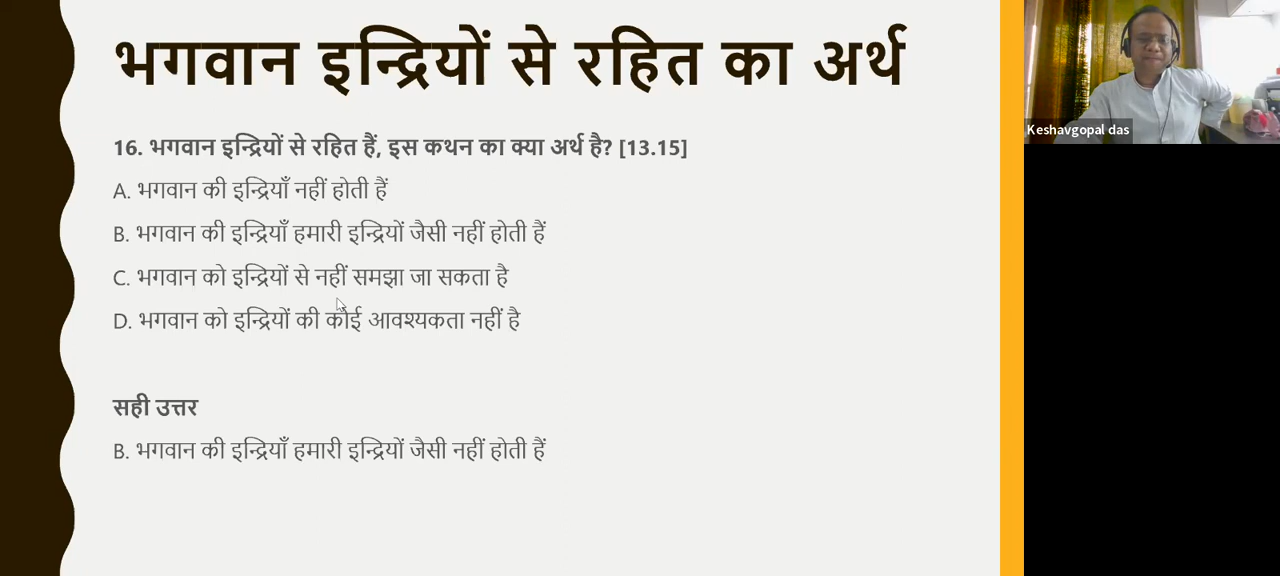 भगवान इन्द्रियों से रहित का अर्थ
16. भगवान इन्द्रियों से रहित हैं, इस कथन का क्या अर्थ है? [13.15]
A. भगवान की इन्द्रियाँ नहीं होती हैं
B. भगवान की इन्द्रियाँ हमारी इन्द्रियों जैसी नहीं होती हैं
C. भगवान को इन्द्रियों से नहीं समझा जा सकता है
D. भगवान को इन्द्रियों की कोई आवश्यकता नहीं है
सही उत्तर
B. भगवान की इन्द्रियाँ हमारी इन्द्रियों जैसी नहीं होती हैं
Keshavgopal das